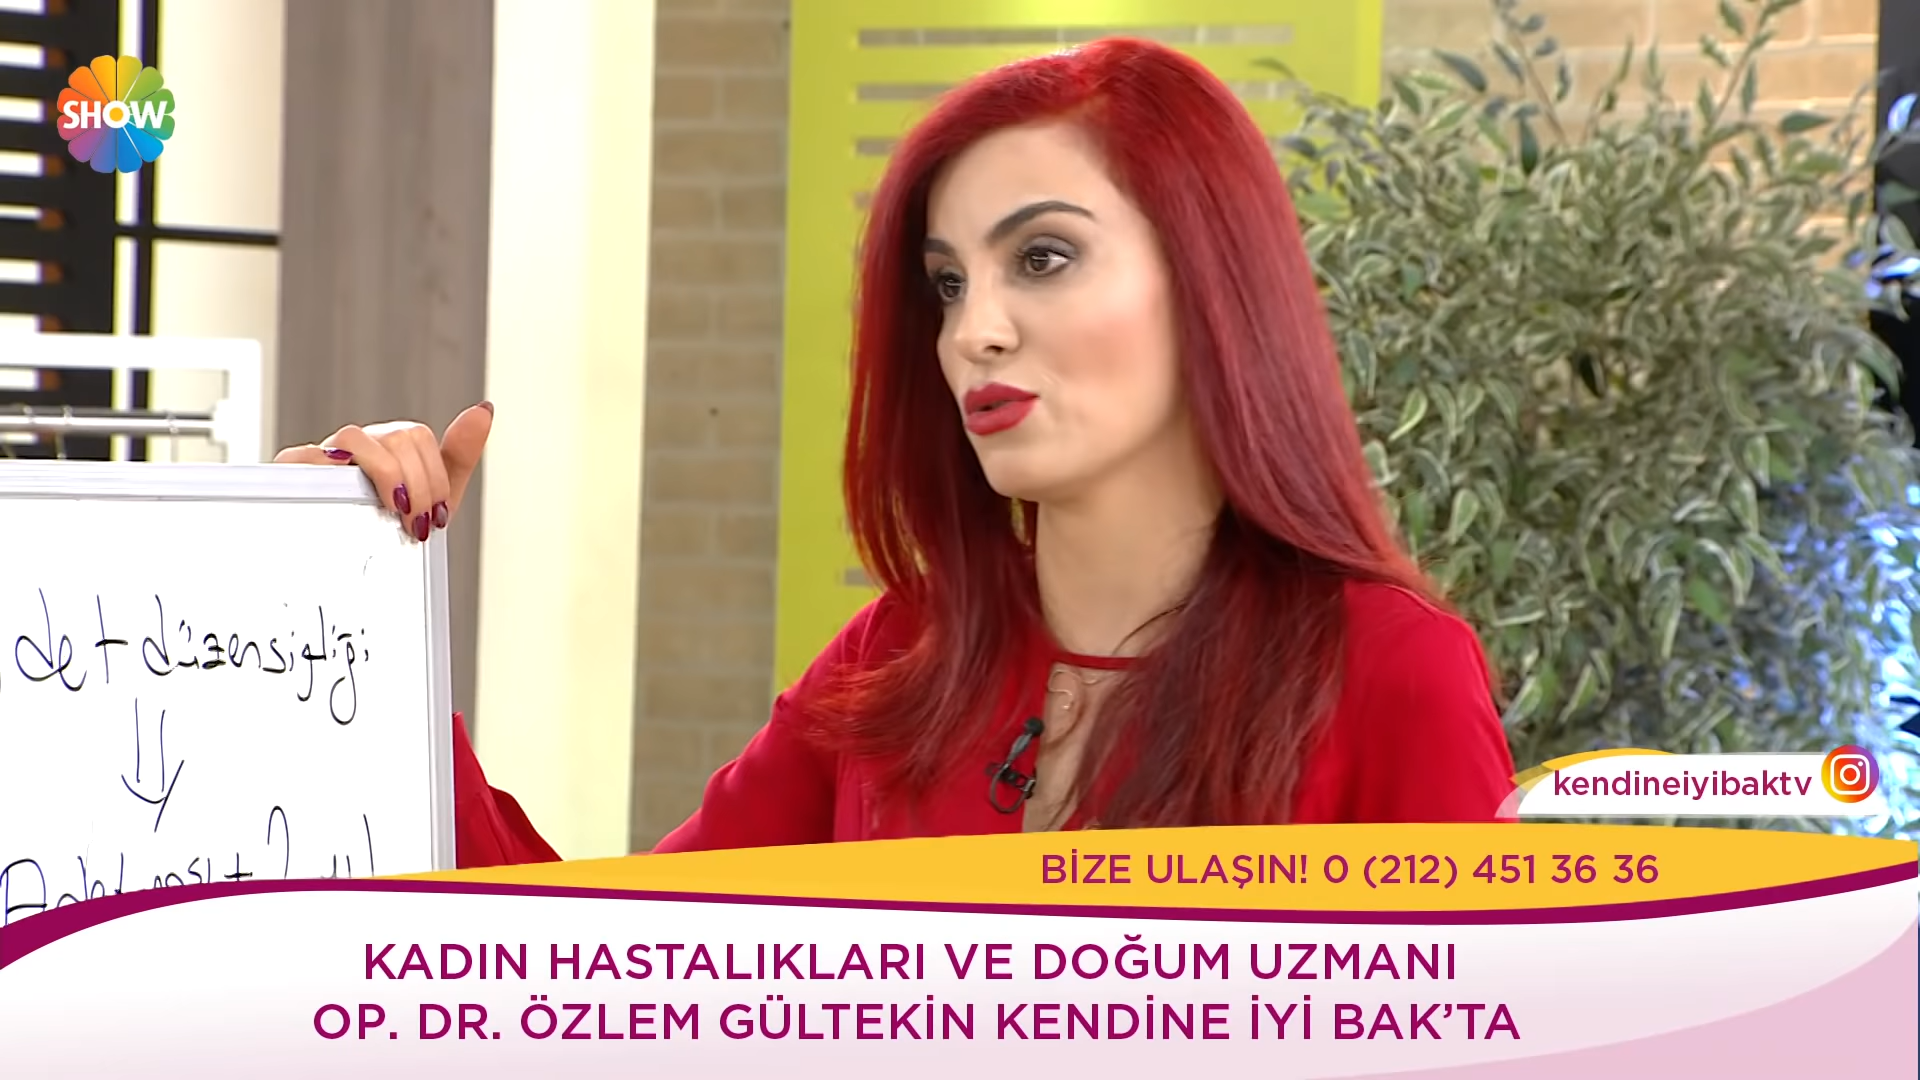 SHOW
det düzensizliği
kendineiyibaktv
BİZE ULAŞIN! 0 (212) 451 36 36
KADIN HASTALIKLARI VE DOĞUM UZMANI
OP. DR. ÖZLEM GÜLTEKİN KENDİNE İYİ BAK’TA